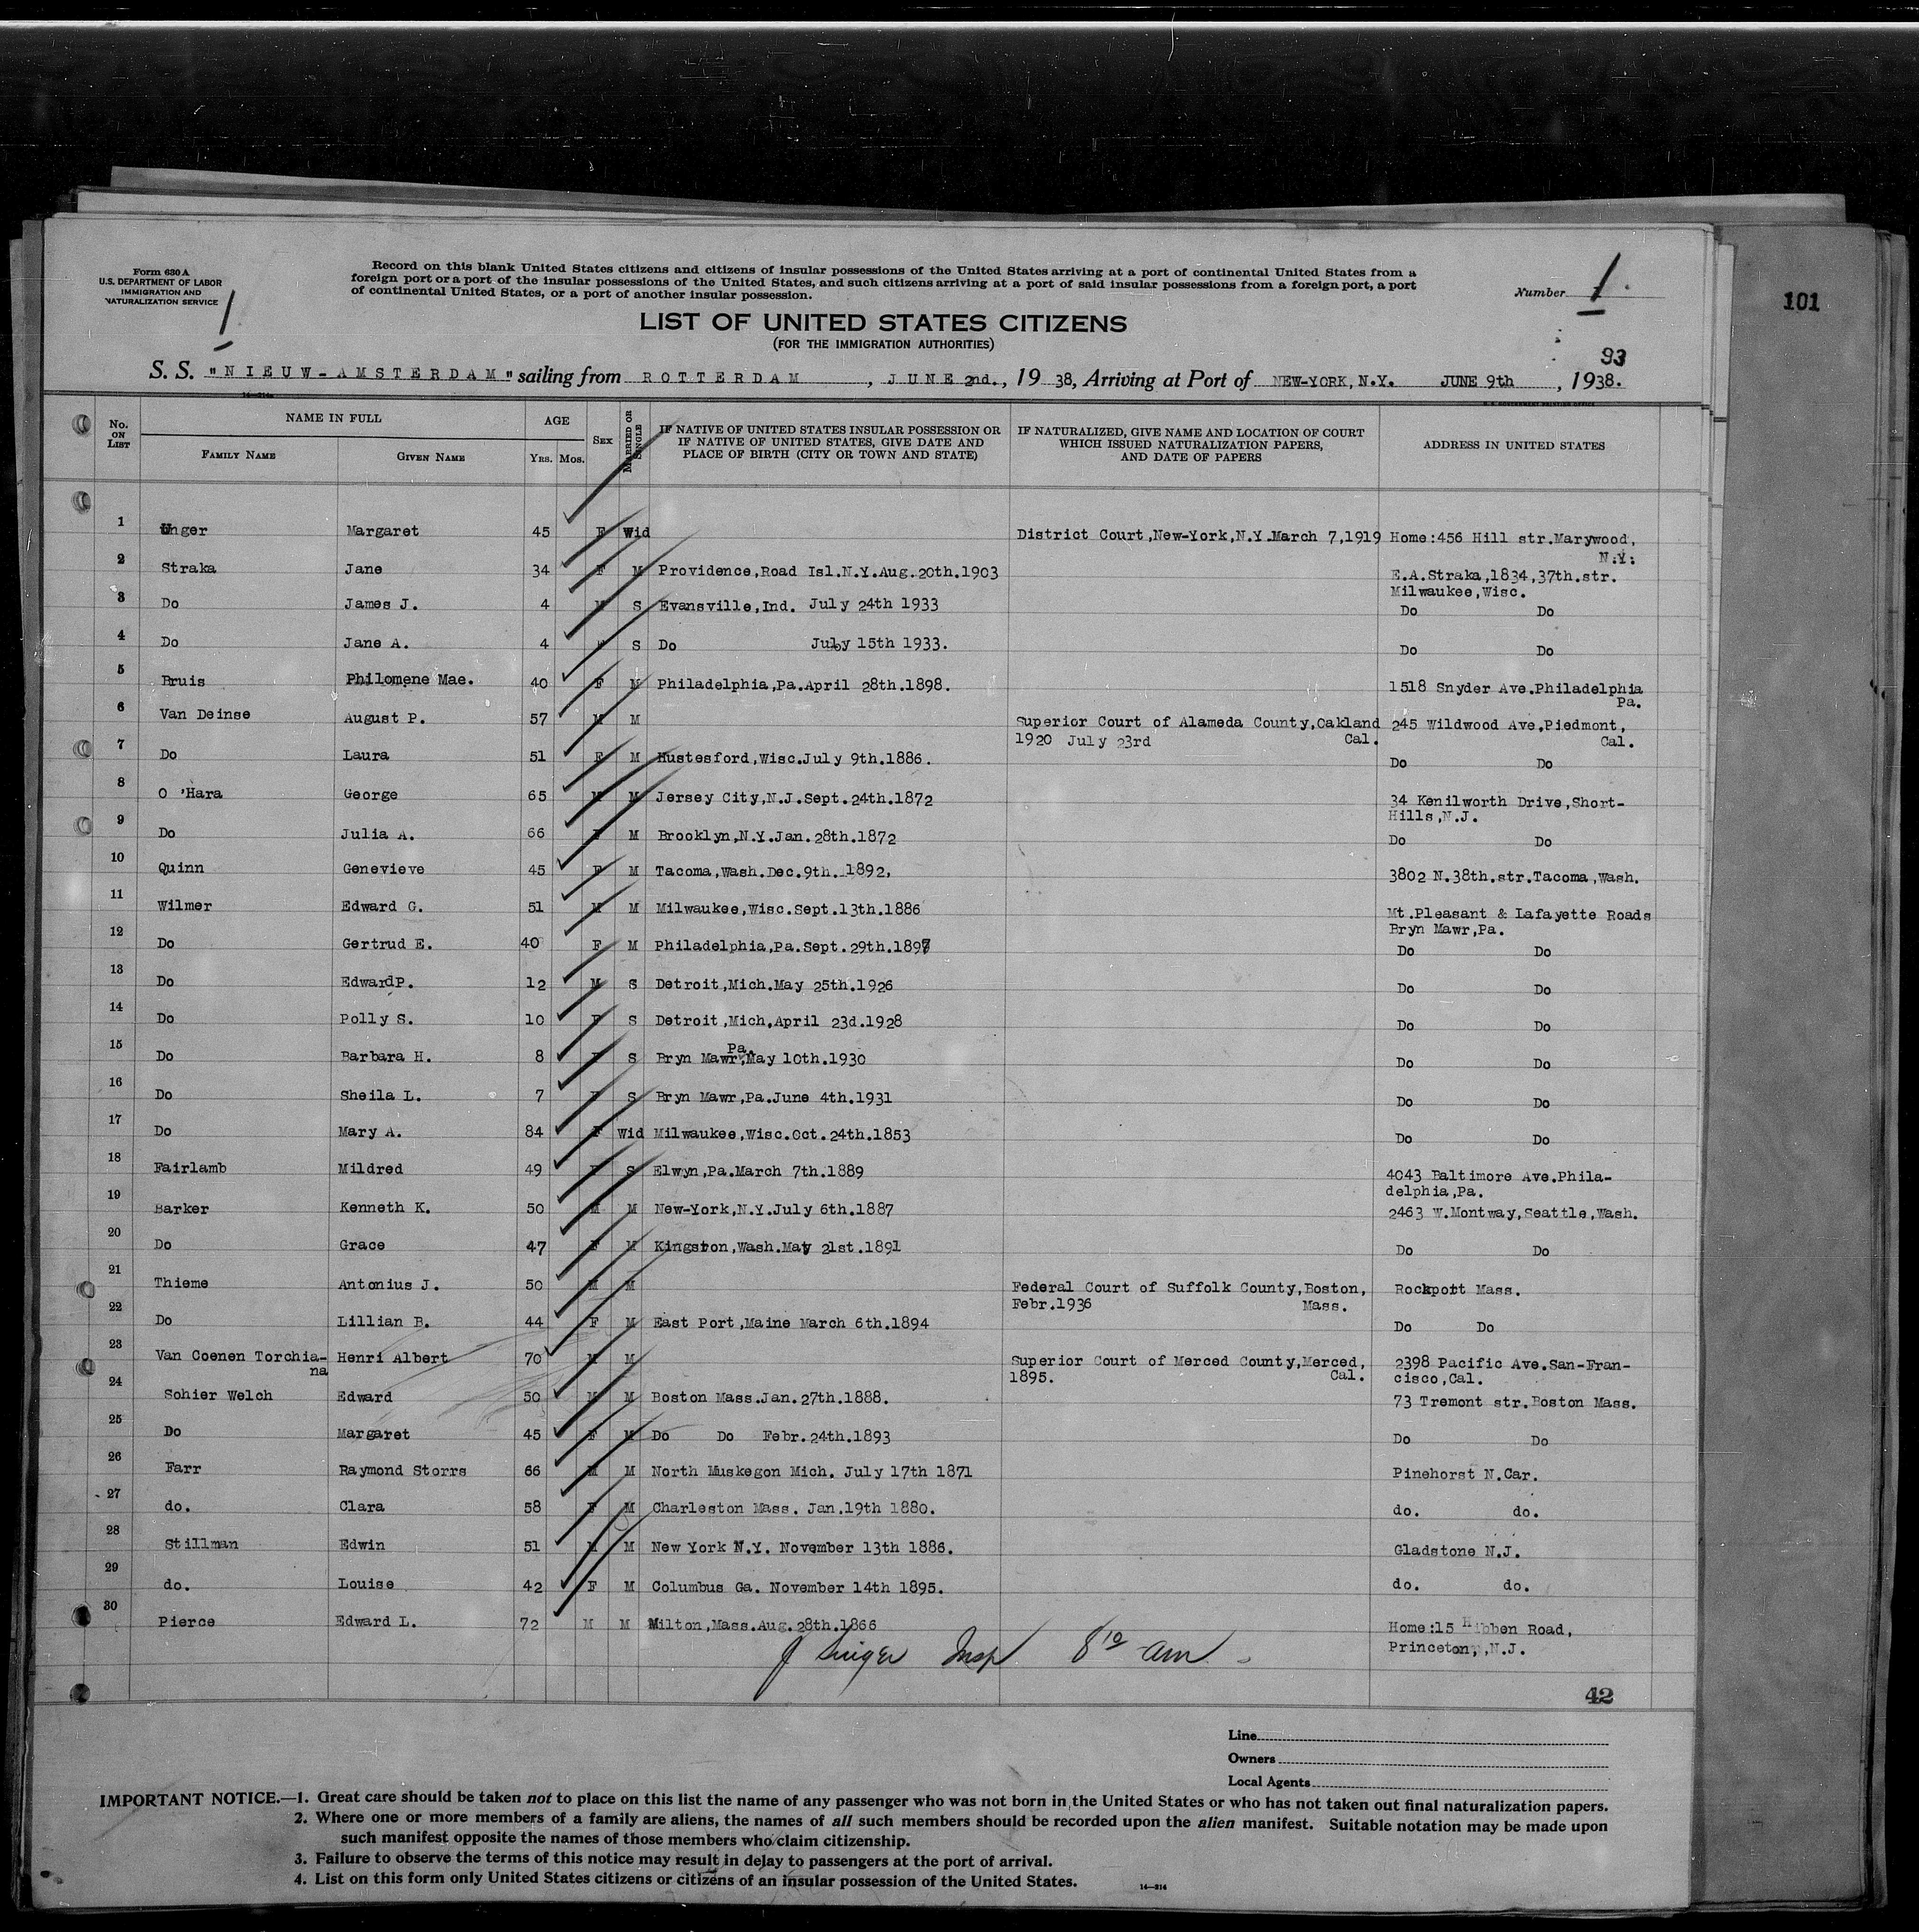 Form 630 A
U.S. DEPARTMENT OF LABOR
IMMIGRATION AND
NATURALIZATION SERVICE
1
Record on this blank United States citizens and citizens of insular possessions of the United States arriving at a port of continental United States from a
foreign port or a port of the insular possessions of the United States, and such citizens arriving at a port of said insular possessions from a foreign port, a port
of continental United States, or a port of another insular possession.
Number 1
101
LIST OF UNITED STATES CITIZENS
(FOR THE IMMIGRATION AUTHORITIES)
93
S. S. "NIEUW-AMSTERDAM" sailing from ROTTERDAM, JUNE 2nd., 1938, Arriving at Port of NEW-YORK, N.Y. JUNE 9th, 1938.
No. ON LIST NAME IN FULL FAMILY NAME GIVEN NAME AGE YRS. MOS. SEX MARRIED OR SINGLE IF NATIVE OF UNITED STATES INSULAR POSSESSION OR IF NATIVE OF UNITED STATES, GIVE DATE AND PLACE OF BIRTH (CITY OR TOWN AND STATE) IF NATURALIZED, GIVE NAME AND LOCATION OF COURT WHICH ISSUED NATURALIZATION PAPERS, AND DATE OF PAPERS ADDRESS IN UNITED STATES
1 Unger Margaret 45 F Wid District Court,New-York,N.Y.March 7,1919 Home:456 Hill str.Marywood,
N.Y.
2 Straka Jane 34 F M Providence,Road Isl.N.Y.Aug.20th.1903 E.A.Straka,1834,37th.str.
Milwaukee,Wisc.
3 Do James J. 4 M S Evansville,Ind. July 24th 1933 Do Do
4 Do Jane A. 4 F S Do July 15th 1933. Do Do
5 Bruis Philomene Mae. 40 F M Philadelphia,Pa.April 28th.1898. 1518 Snyder Ave.Philadelphia
Pa.
6 Van Deinse August P. 57 M M Superior Court of Alameda County,Oakland 245 Wildwood Ave.Piedmont,
1920 July 23rd Cal. Cal.
7 Do Laura 51 F M Hustesford,Wisc.July 9th.1886. Do Do
8 O 'Hara George 65 M M Jersey City,N.J.Sept.24th.1872 34 Kenilworth Drive,Short-
Hills,N.J.
9 Do Julia A. 66 F M Brooklyn,N.Y.Jan.28th.1872 Do Do
10 Quinn Genevieve 45 F M Tacoma,Wash.Dec.9th.1892, 3802 N.38th.str.Tacoma,Wash.
11 Wilmer Edward G. 51 M M Milwaukee,Wisc.Sept.13th.1886 Mt.Pleasant & Lafayette Roads
Bryn Mawr,Pa.
12 Do Gertrud E. 40 F M Philadelphia,Pa.Sept.29th.1897 Do Do
13 Do EdwardP. 12 M S Detroit,Mich.May 25th.1926 Do Do
14 Do Polly S. 10 F S Detroit,Mich.April 23d.1928 Do Do
15 Do Barbara H. 8 F S Bryn Mawr,Pa.May 10th.1930 Do Do
16 Do Sheila L. 7 F S Bryn Mawr,Pa.June 4th.1931 Do Do
17 Do Mary A. 84 F Wid Milwaukee,Wisc.Oct.24th.1853 Do Do
18 Fairlamb Mildred 49 F S Elwyn,Pa.March 7th.1889 4043 Baltimore Ave.Phila-
delphia,Pa.
19 Barker Kenneth K. 50 M M New-York,N.Y.July 6th.1887 2463 W.Montway,Seattle,Wash.
20 Do Grace 47 F M Kingston,Wash.May 21st.1891 Do Do
21 Thieme Antonius J. 50 M M Federal Court of Suffolk County,Boston, Rockport Mass.
Febr.1936 Mass.
22 Do Lillian B. 44 F M East Port,Maine March 6th.1894 Do Do
23 Van Coenen Torchia- Henri Albert 70 M M Superior Court of Merced County,Merced, 2398 Pacific Ave.San-Fran-
na 1895. Cal. cisco,Cal.
24 Sohier Welch Edward 50 M M Boston Mass.Jan.27th.1888. 73 Tremont str.Boston Mass.
25 Do Margaret 45 F M Do Do Febr.24th.1893 Do Do
26 Farr Raymond Storrs 66 M M North Muskegon Mich. July 17th 1871 Pinehorst N.Car.
27 do. Clara 58 F M Charleston Mass. Jan.19th 1880. do. do.
28 Stillman Edwin 51 M M New York N.Y. November 13th 1886. Gladstone N.J.
29 do. Louise 42 F M Columbus Ga. November 14th 1895. do. do.
30 Pierce Edward L. 72 M M Milton,Mass.Aug.28th.1866 Home:15 Hibben Road,
Princeton,,N.J.
J Singer Insp 8 10 am
42
Line
Owners
Local Agents
IMPORTANT NOTICE.—1. Great care should be taken not to place on this list the name of any passenger who was not born in the United States or who has not taken out final naturalization papers.
2. Where one or more members of a family are aliens, the names of all such members should be recorded upon the alien manifest. Suitable notation may be made upon
such manifest opposite the names of those members who claim citizenship.
3. Failure to observe the terms of this notice may result in delay to passengers at the port of arrival.
4. List on this form only United States citizens or citizens of an insular possession of the United States.
14—214